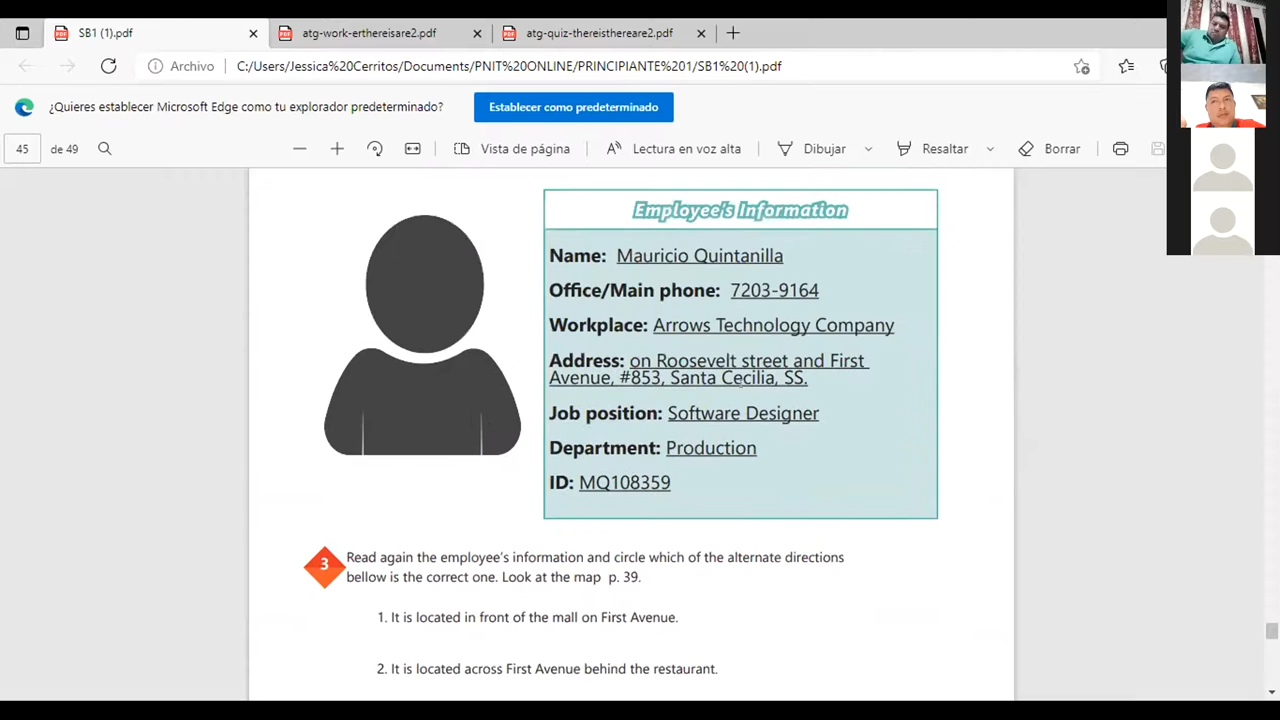 SB1 (1).pdf
atg-work-erthereisare2.pdf
atg-quiz-thereisthereare2.pdf
Archivo
C:/Users/Jessica%20Cerritos/Documents/PNIT%20ONLINE/PRINCIPIANTE%201/SB1%20(1).pdf
¿Quieres establecer Microsoft Edge como tu explorador predeterminado?
Establecer como predeterminado
45 de 49
Vista de página
Lectura en voz alta
Dibujar
Resaltar
Borrar
Employee's Information
Name: Mauricio Quintanilla
Office/Main phone: 7203-9164
Workplace: Arrows Technology Company
Address: on Roosevelt street and First
Avenue, #853, Santa Cecilia, SS.
Job position: Software Designer
Department: Production
ID: MQ108359
3
Read again the employee's information and circle which of the alternate directions
bellow is the correct one. Look at the map p. 39.
1. It is located in front of the mall on First Avenue.
2. It is located across First Avenue behind the restaurant.